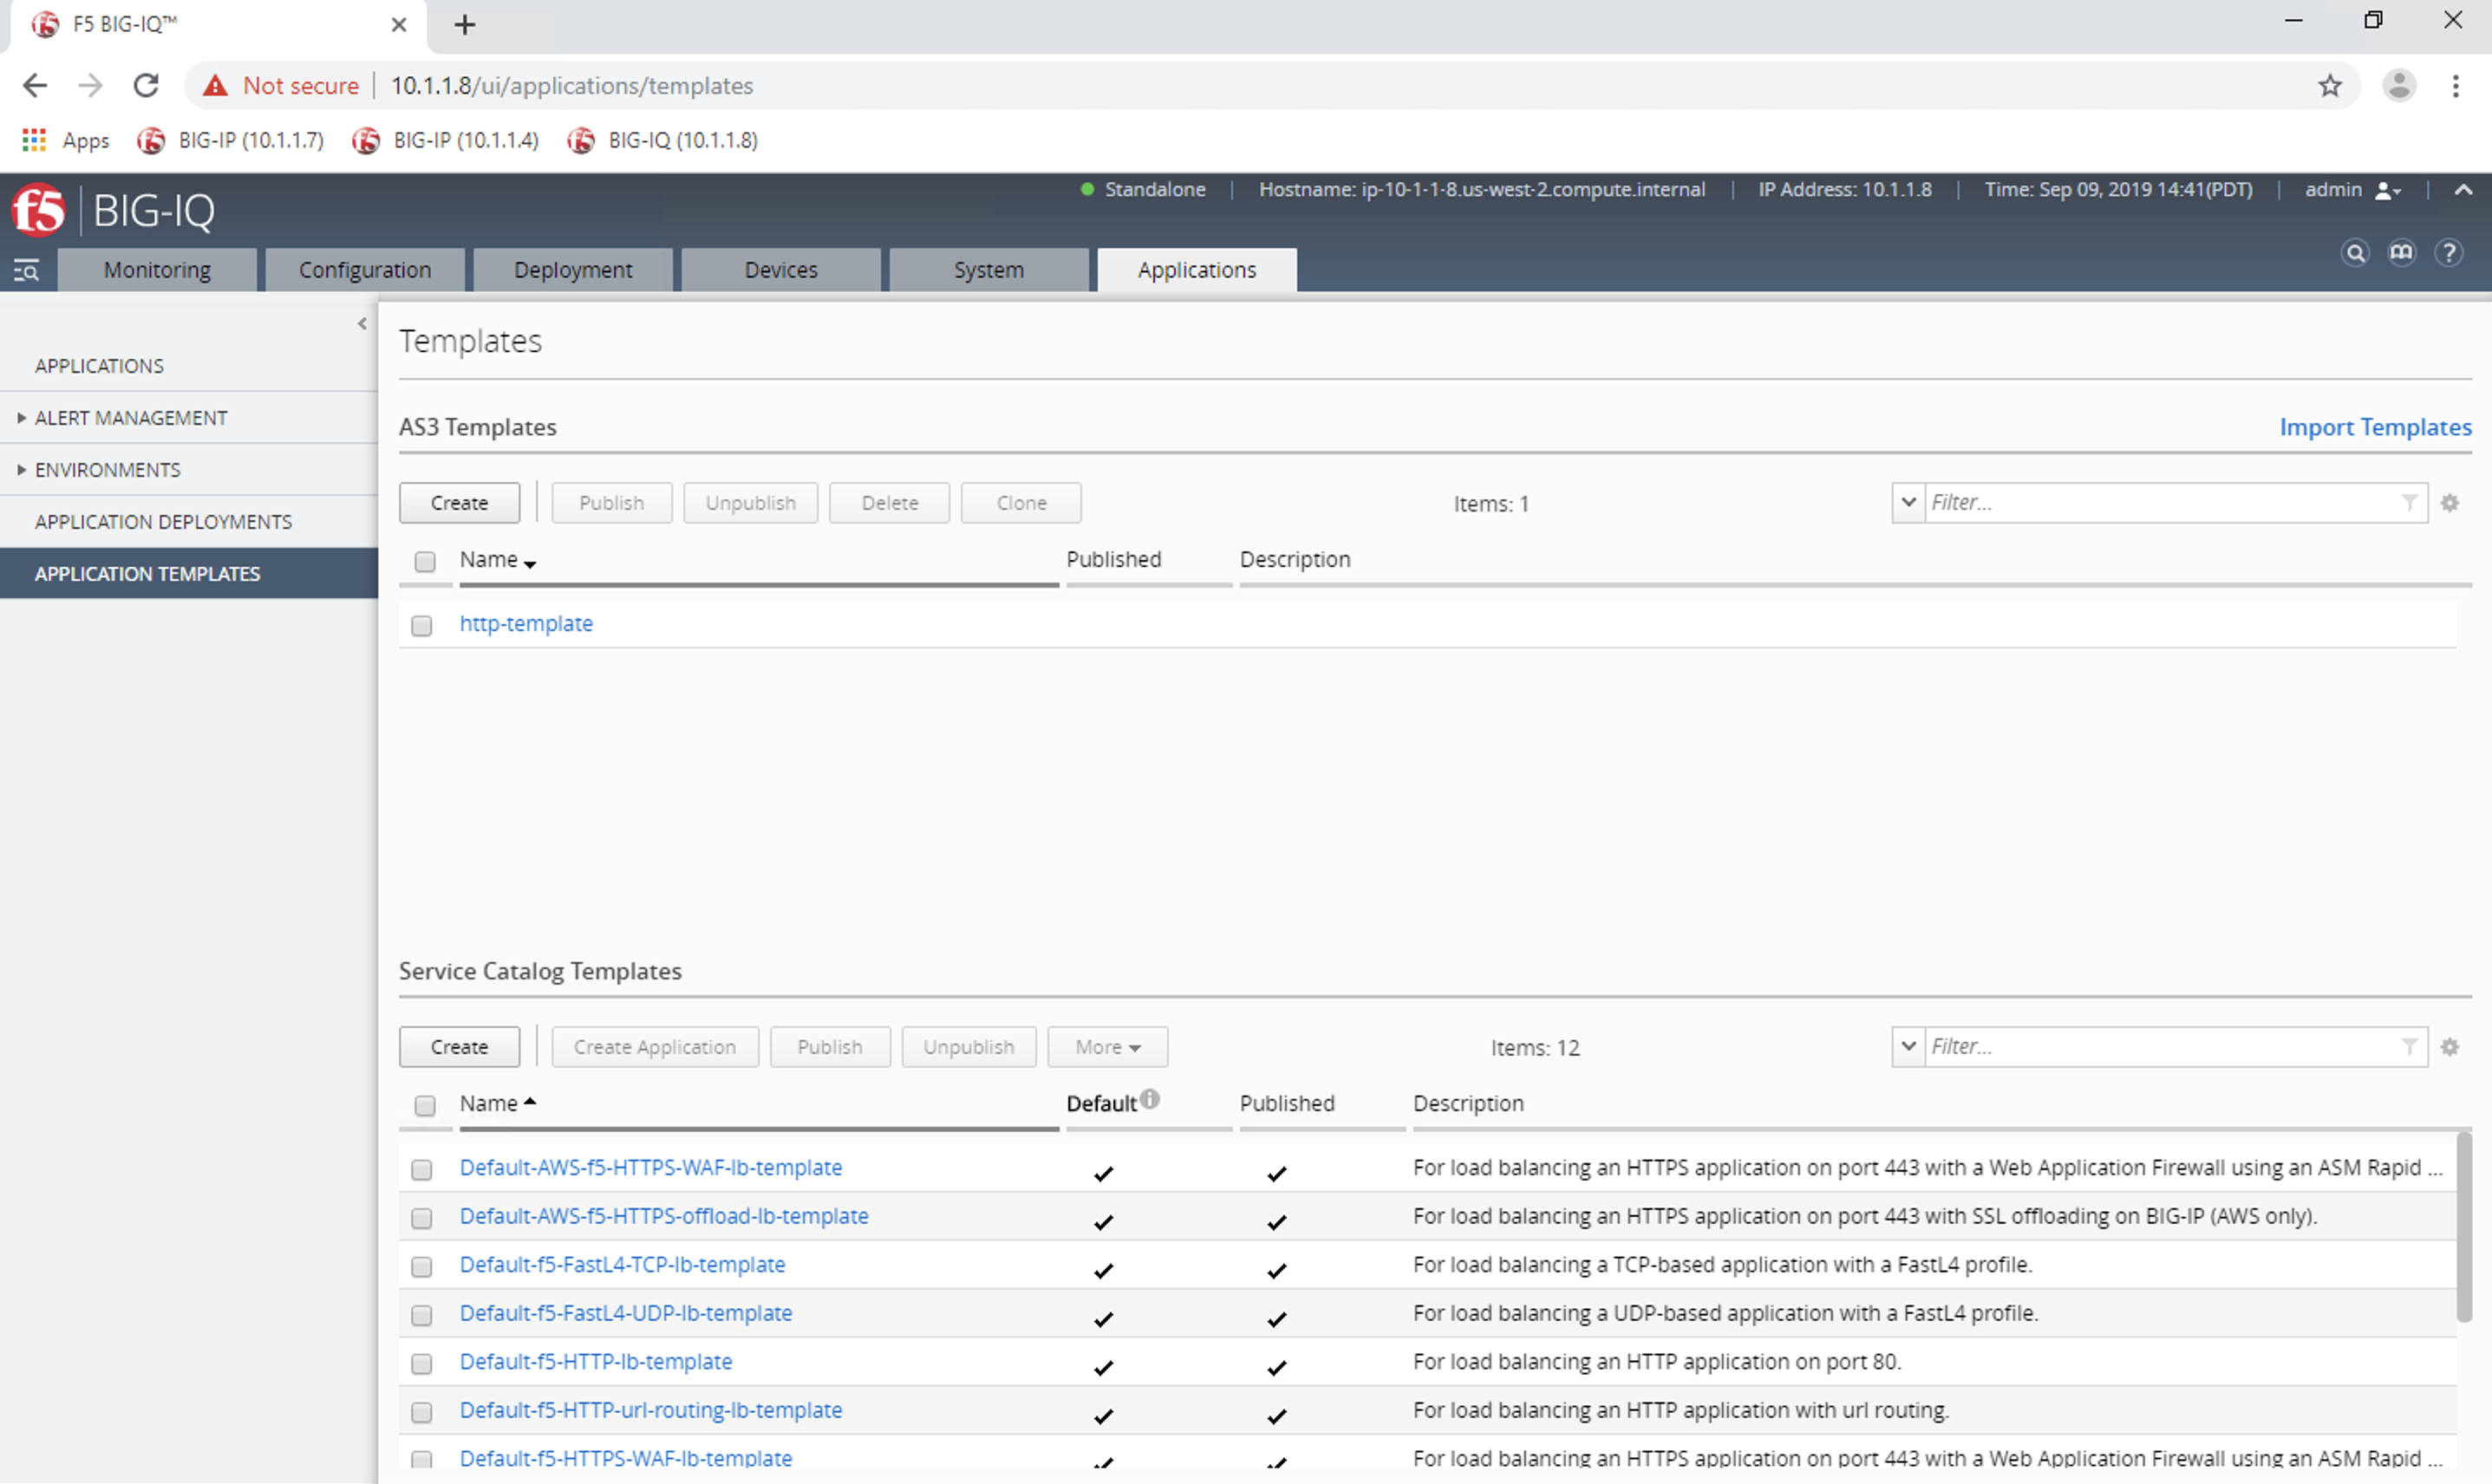 F5 BIG-IQ™
Not secure 10.1.1.8/ui/applications/templates
Apps BIG-IP (10.1.1.7) BIG-IP (10.1.1.4) BIG-IQ (10.1.1.8)
Standalone Hostname: ip-10-1-1-8.us-west-2.compute.internal IP Address: 10.1.1.8 Time: Sep 09, 2019 14:41(PDT) admin
f5 BIG-IQ
Monitoring Configuration Deployment Devices System Applications
Templates
APPLICATIONS
ALERT MANAGEMENT
ENVIRONMENTS
APPLICATION DEPLOYMENTS
APPLICATION TEMPLATES
AS3 Templates Import Templates
Create Publish Unpublish Delete Clone Items: 1 Filter...
Name Published Description
http-template
Service Catalog Templates
Create Create Application Publish Unpublish More Items: 12 Filter...
Name Default Published Description
Default-AWS-f5-HTTPS-WAF-lb-template For load balancing an HTTPS application on port 443 with a Web Application Firewall using an ASM Rapid ...
Default-AWS-f5-HTTPS-offload-lb-template For load balancing an HTTPS application on port 443 with SSL offloading on BIG-IP (AWS only).
Default-f5-FastL4-TCP-lb-template For load balancing a TCP-based application with a FastL4 profile.
Default-f5-FastL4-UDP-lb-template For load balancing a UDP-based application with a FastL4 profile.
Default-f5-HTTP-lb-template For load balancing an HTTP application on port 80.
Default-f5-HTTP-url-routing-lb-template For load balancing an HTTP application with url routing.
Default-f5-HTTPS-WAF-lb-template For load balancing an HTTPS application on port 443 with a Web Application Firewall using an ASM Rapid ...